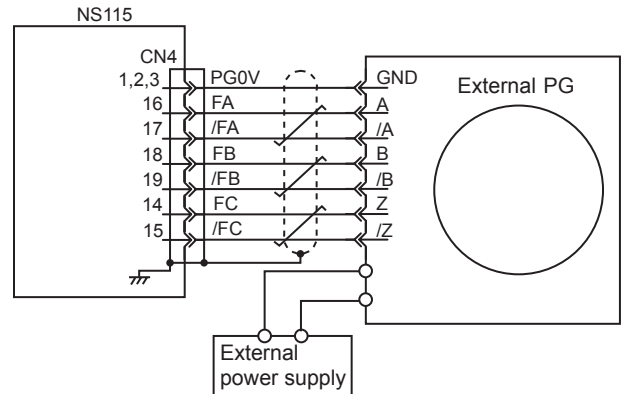 NS115
CN4
1,2,3 PG0V GND
External PG
16 FA A
17 /FA /A
18 FB B
19 /FB /B
14 FC Z
15 /FC /Z
External
power supply